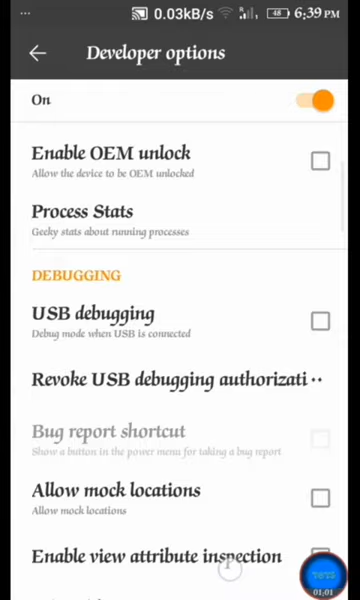 ... 0.03kB/s R 48 6:39 PM
Developer options
On
Enable OEM unlock
Allow the device to be OEM unlocked
Process Stats
Geeky stats about running processes
DEBUGGING
USB debugging
Debug mode when USB is connected
Revoke USB debugging authorizati··
Bug report shortcut
Show a button in the power menu for taking a bug report
Allow mock locations
Allow mock locations
Enable view attribute inspection
01:01